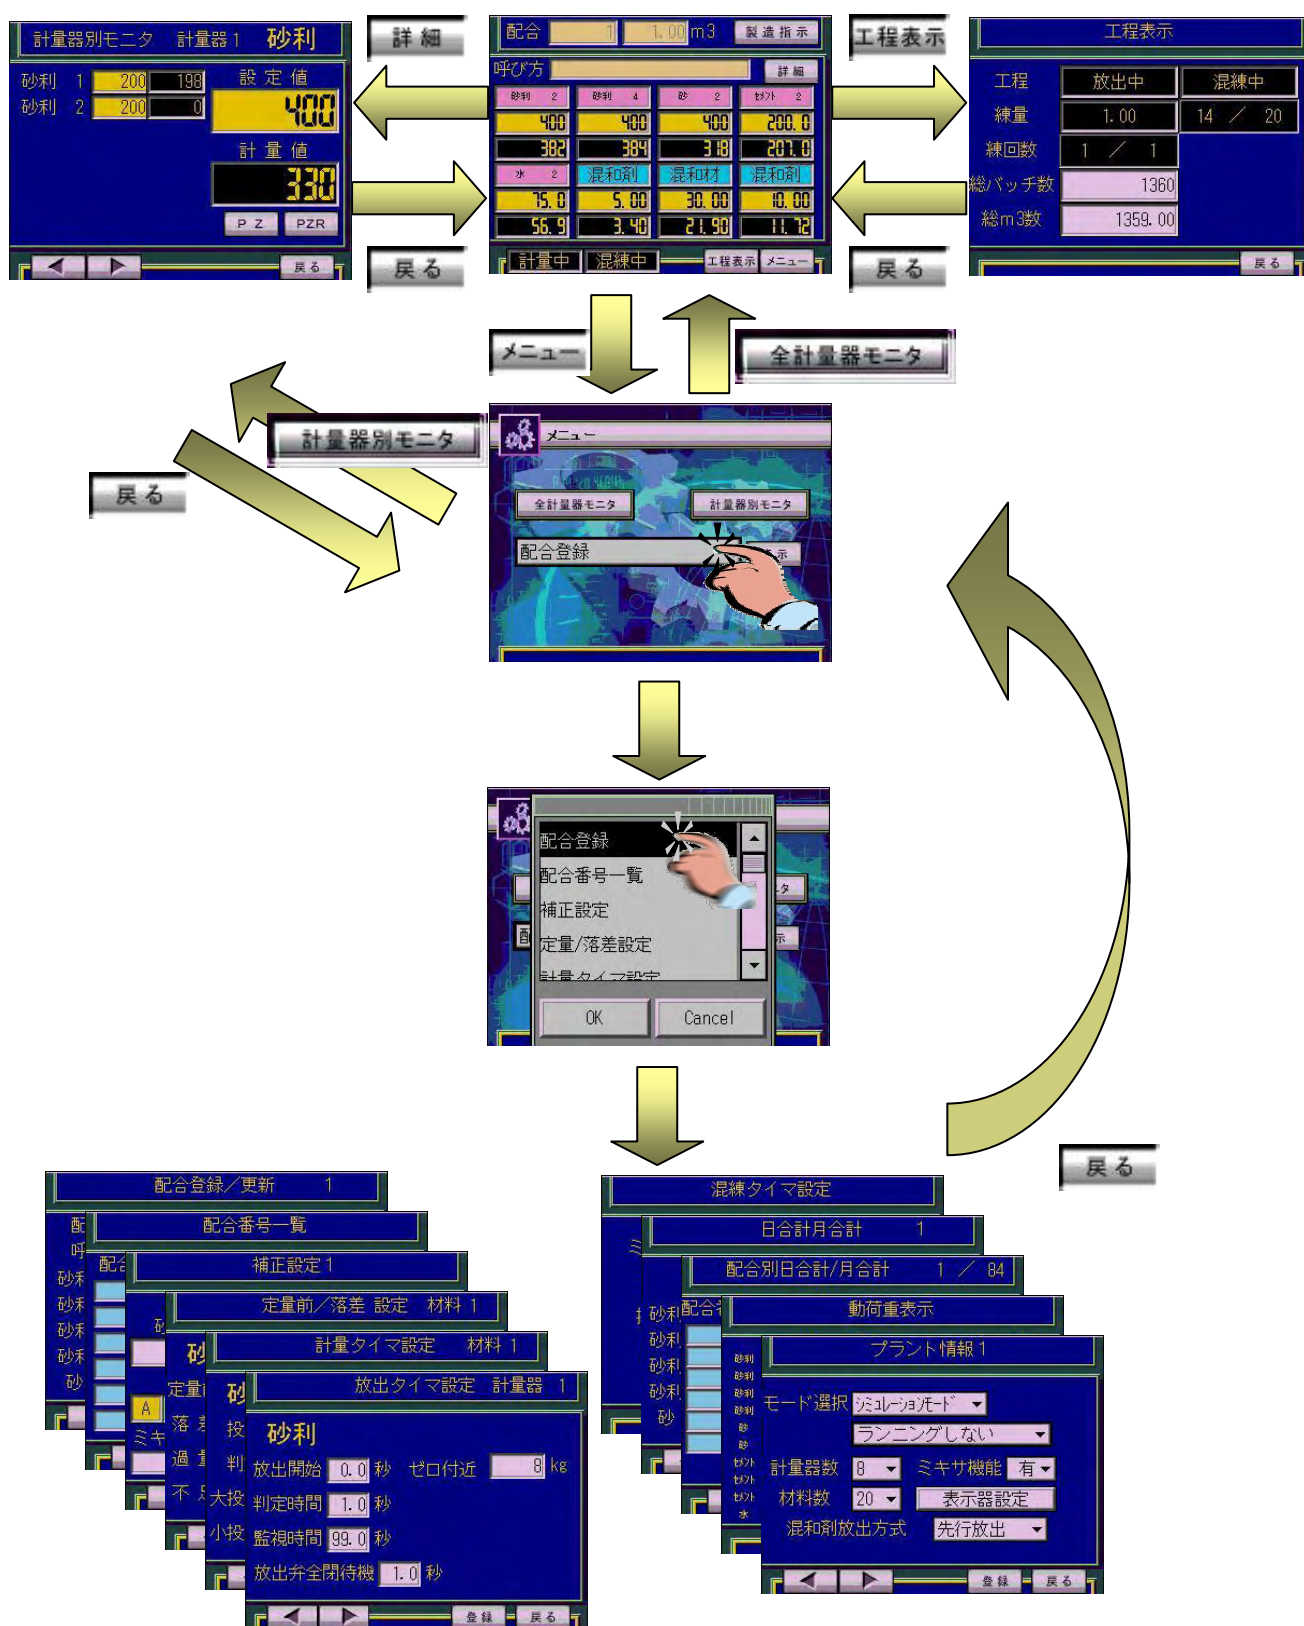 計量器別モニタ 計量器1 砂利
砂利 1 200 198
砂利 2 200 0
設定値
400
計量値
330
PZ PZR
戻る
詳細
戻る
配合 1 1.00 m3 製造指示
呼び方 詳細
砂利 2 砂利 4 砂 2 セメント 2
400 400 400 200.0
382 384 318 207.0
水 2 混和剤 混和材 混和剤
75.0 5.00 30.00 10.00
56.9 3.40 21.90 11.72
計量中 混練中 工程表示 メニュー
工程表示
戻る
工程表示
工程 放出中 混練中
練量 1.00 14 / 20
練回数 1 / 1
総バッチ数 1360
総m3数 1359.00
戻る
メニュー
全計量器モニタ
計量器別モニタ
戻る
メニュー
全計量器モニタ 計量器別モニタ
配合登録 示
配合登録
配合番号一覧
補正設定
定量/落差設定
計量タイマ設定
OK Cancel
戻る
配合登録/更新 1
配合番号一覧
補正設定1
定量前/落差 設定 材料 1
計量タイマ設定 材料 1
放出タイマ設定 計量器 1
砂利
放出開始 0.0 秒 ゼロ付近 8 kg
判定時間 1.0 秒
監視時間 99.0 秒
放出弁全閉待機 1.0 秒
登録 戻る
混練タイマ設定
日合計月合計 1
配合別日合計/月合計 1 / 84
動荷重表示
プラント情報1
モード選択 シミュレーションモード
ランニングしない
計量器数 8 ミキサ機能 有
材料数 20 表示器設定
混和剤放出方式 先行放出
登録 戻る